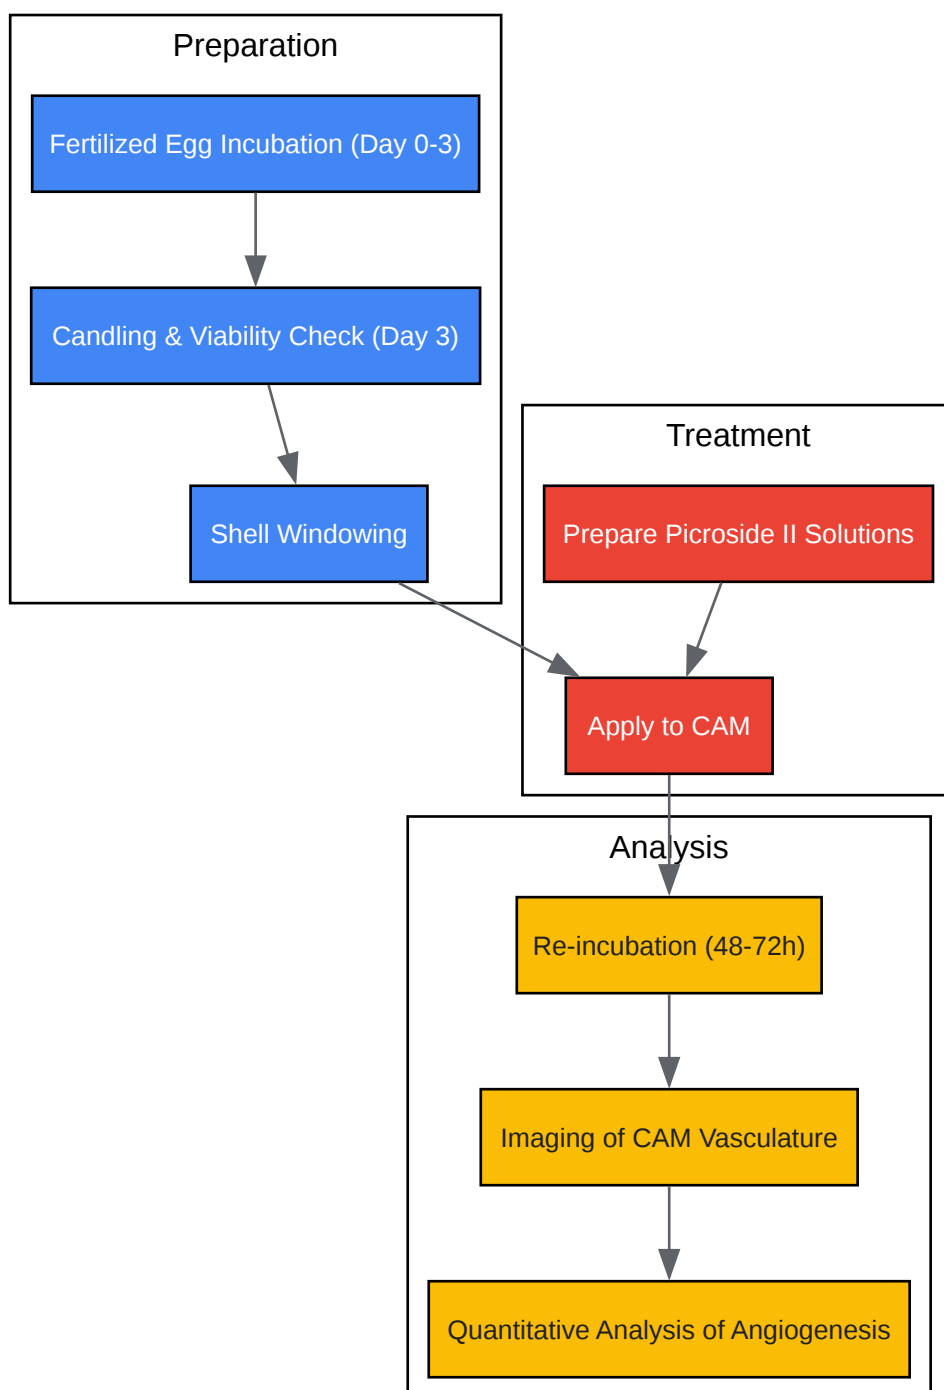 Preparation
Fertilized Egg Incubation (Day 0-3)
Candling & Viability Check (Day 3)
Shell Windowing
Treatment
Prepare Picroside II Solutions
Apply to CAM
Analysis
Re-incubation (48-72h)
Imaging of CAM Vasculature
Quantitative Analysis of Angiogenesis